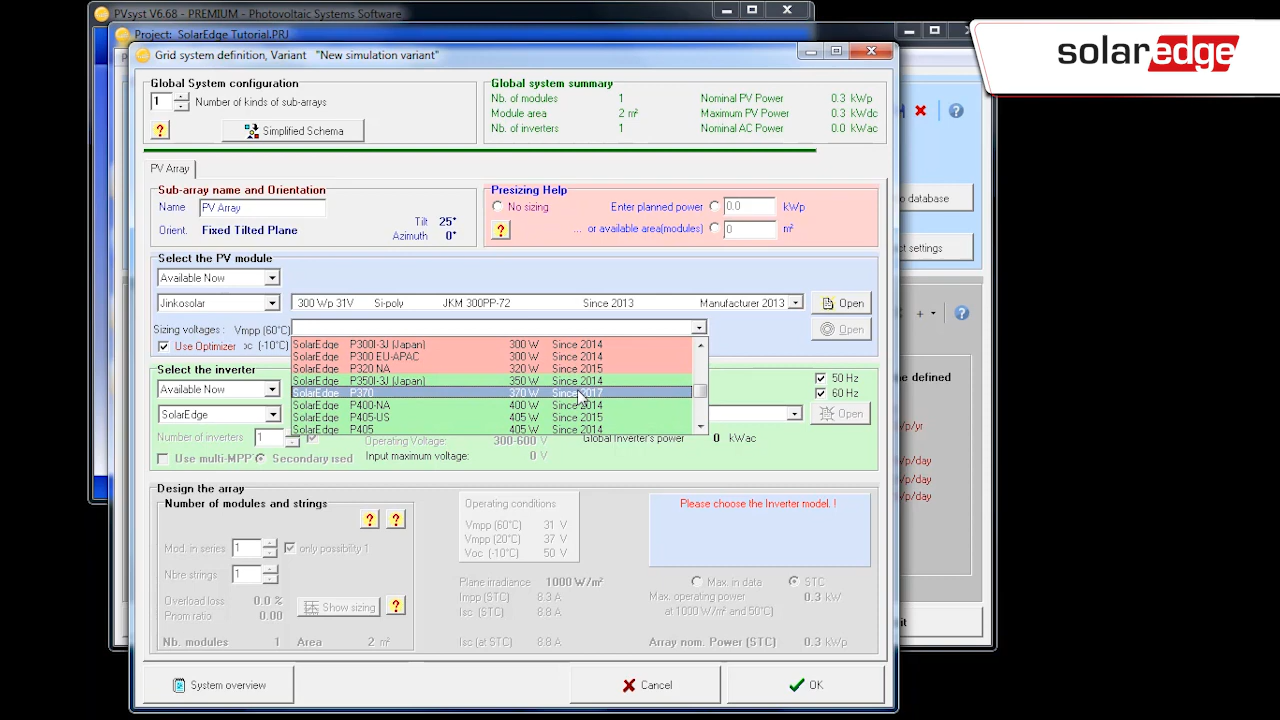 PVsyst V6.68 - PREMIUM - Photovoltaic Systems Software
Project: SolarEdge Tutorial.PRJ
solaredge
Grid system definition, Variant "New simulation variant"
Global System configuration
1 Number of kinds of sub-arrays
? Simplified Schema
Global system summary
Nb. of modules 1 Nominal PV Power 0.3 kWp
Module area 2 m² Maximum PV Power 0.3 kWdc
Nb. of inverters 1 Nominal AC Power 0.0 kWac
PV Array
Sub-array name and Orientation
Name PV Array
Orient. Fixed Tilted Plane
Tilt 25°
Azimuth 0°
Presizing Help
No sizing Enter planned power 0.0 kWp
? ... or available area(modules) 0 m²
database
settings
Select the PV module
Available Now
Jinkosolar 300 Wp 31V Si-poly JKM 300PP-72 Since 2013 Manufacturer 2013 Open
Sizing voltages : Vmpp (60°C)
Open
Use Optimizer oc (-10°C)
SolarEdge P300I-3J (Japan) 300 W Since 2014
SolarEdge P300 EU-APAC 300 W Since 2014
SolarEdge P320 NA 320 W Since 2015
SolarEdge P350I-3J (Japan) 350 W Since 2014
SolarEdge P370 370 W Since 2017
SolarEdge P400-NA 400 W Since 2014
SolarEdge P405-US 405 W Since 2015
SolarEdge P405 405 W Since 2014
Select the inverter
Available Now 50 Hz
60 Hz
SolarEdge Open
Number of inverters 1 Operating Voltage: 300-600 V Global Inverter's power 0 kWac
Use multi-MPP Secondary ised Input maximum voltage: 0 V
ne defined
/p/yr
/p/day
/p/day
/p/day
Design the array
Number of modules and strings
? ?
Mod. in series 1 only possibility 1
Nbre strings 1
Overload loss 0.0 %
Pnom ratio 0.00
Show sizing ?
Nb. modules 1 Area 2 m²
Operating conditions
Vmpp (60°C) 31 V
Vmpp (20°C) 37 V
Voc (-10°C) 50 V
Plane irradiance 1000 W/m²
Impp (STC) 8.3 A
Isc (STC) 8.8 A
Isc (at STC) 8.8 A
Please choose the Inverter model. !
Max. in data STC
Max. operating power 0.3 kW
at 1000 W/m² and 50°C)
Array nom. Power (STC) 0.3 kWp
System overview Cancel OK